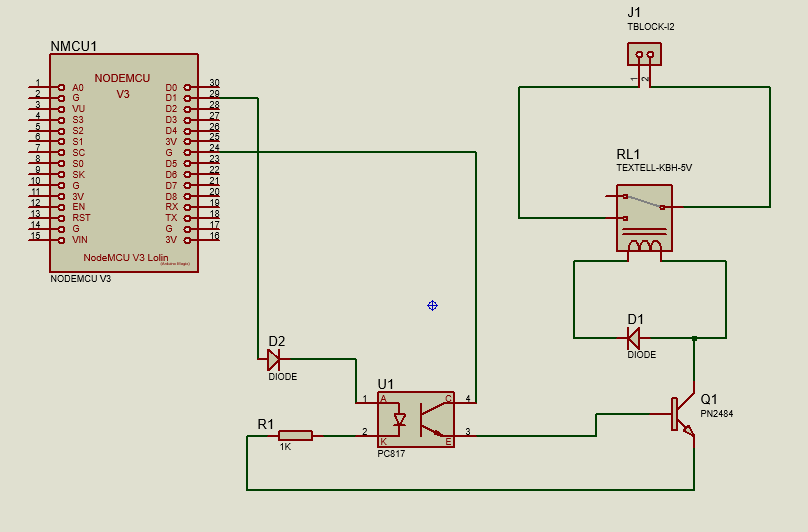 NMCU1
NODEMCU
V3
1 A0 D0 30
2 G D1 29
3 VU D2 28
4 S3 D3 27
5 S2 D4 26
6 S1 3V 25
7 SC G 24
8 S0 D5 23
9 SK D6 22
10 G D7 21
11 3V D8 20
12 EN RX 19
13 RST TX 18
14 G G 17
15 VIN 3V 16
NodeMCU V3 Lolin
NODEMCU V3
J1
TBLOCK-I2
1 2
RL1
TEXTELL-KBH-5V
D1
DIODE
D2
DIODE
U1
1 A C 4
2 K E 3
PC817
R1
1K
Q1
PN2484